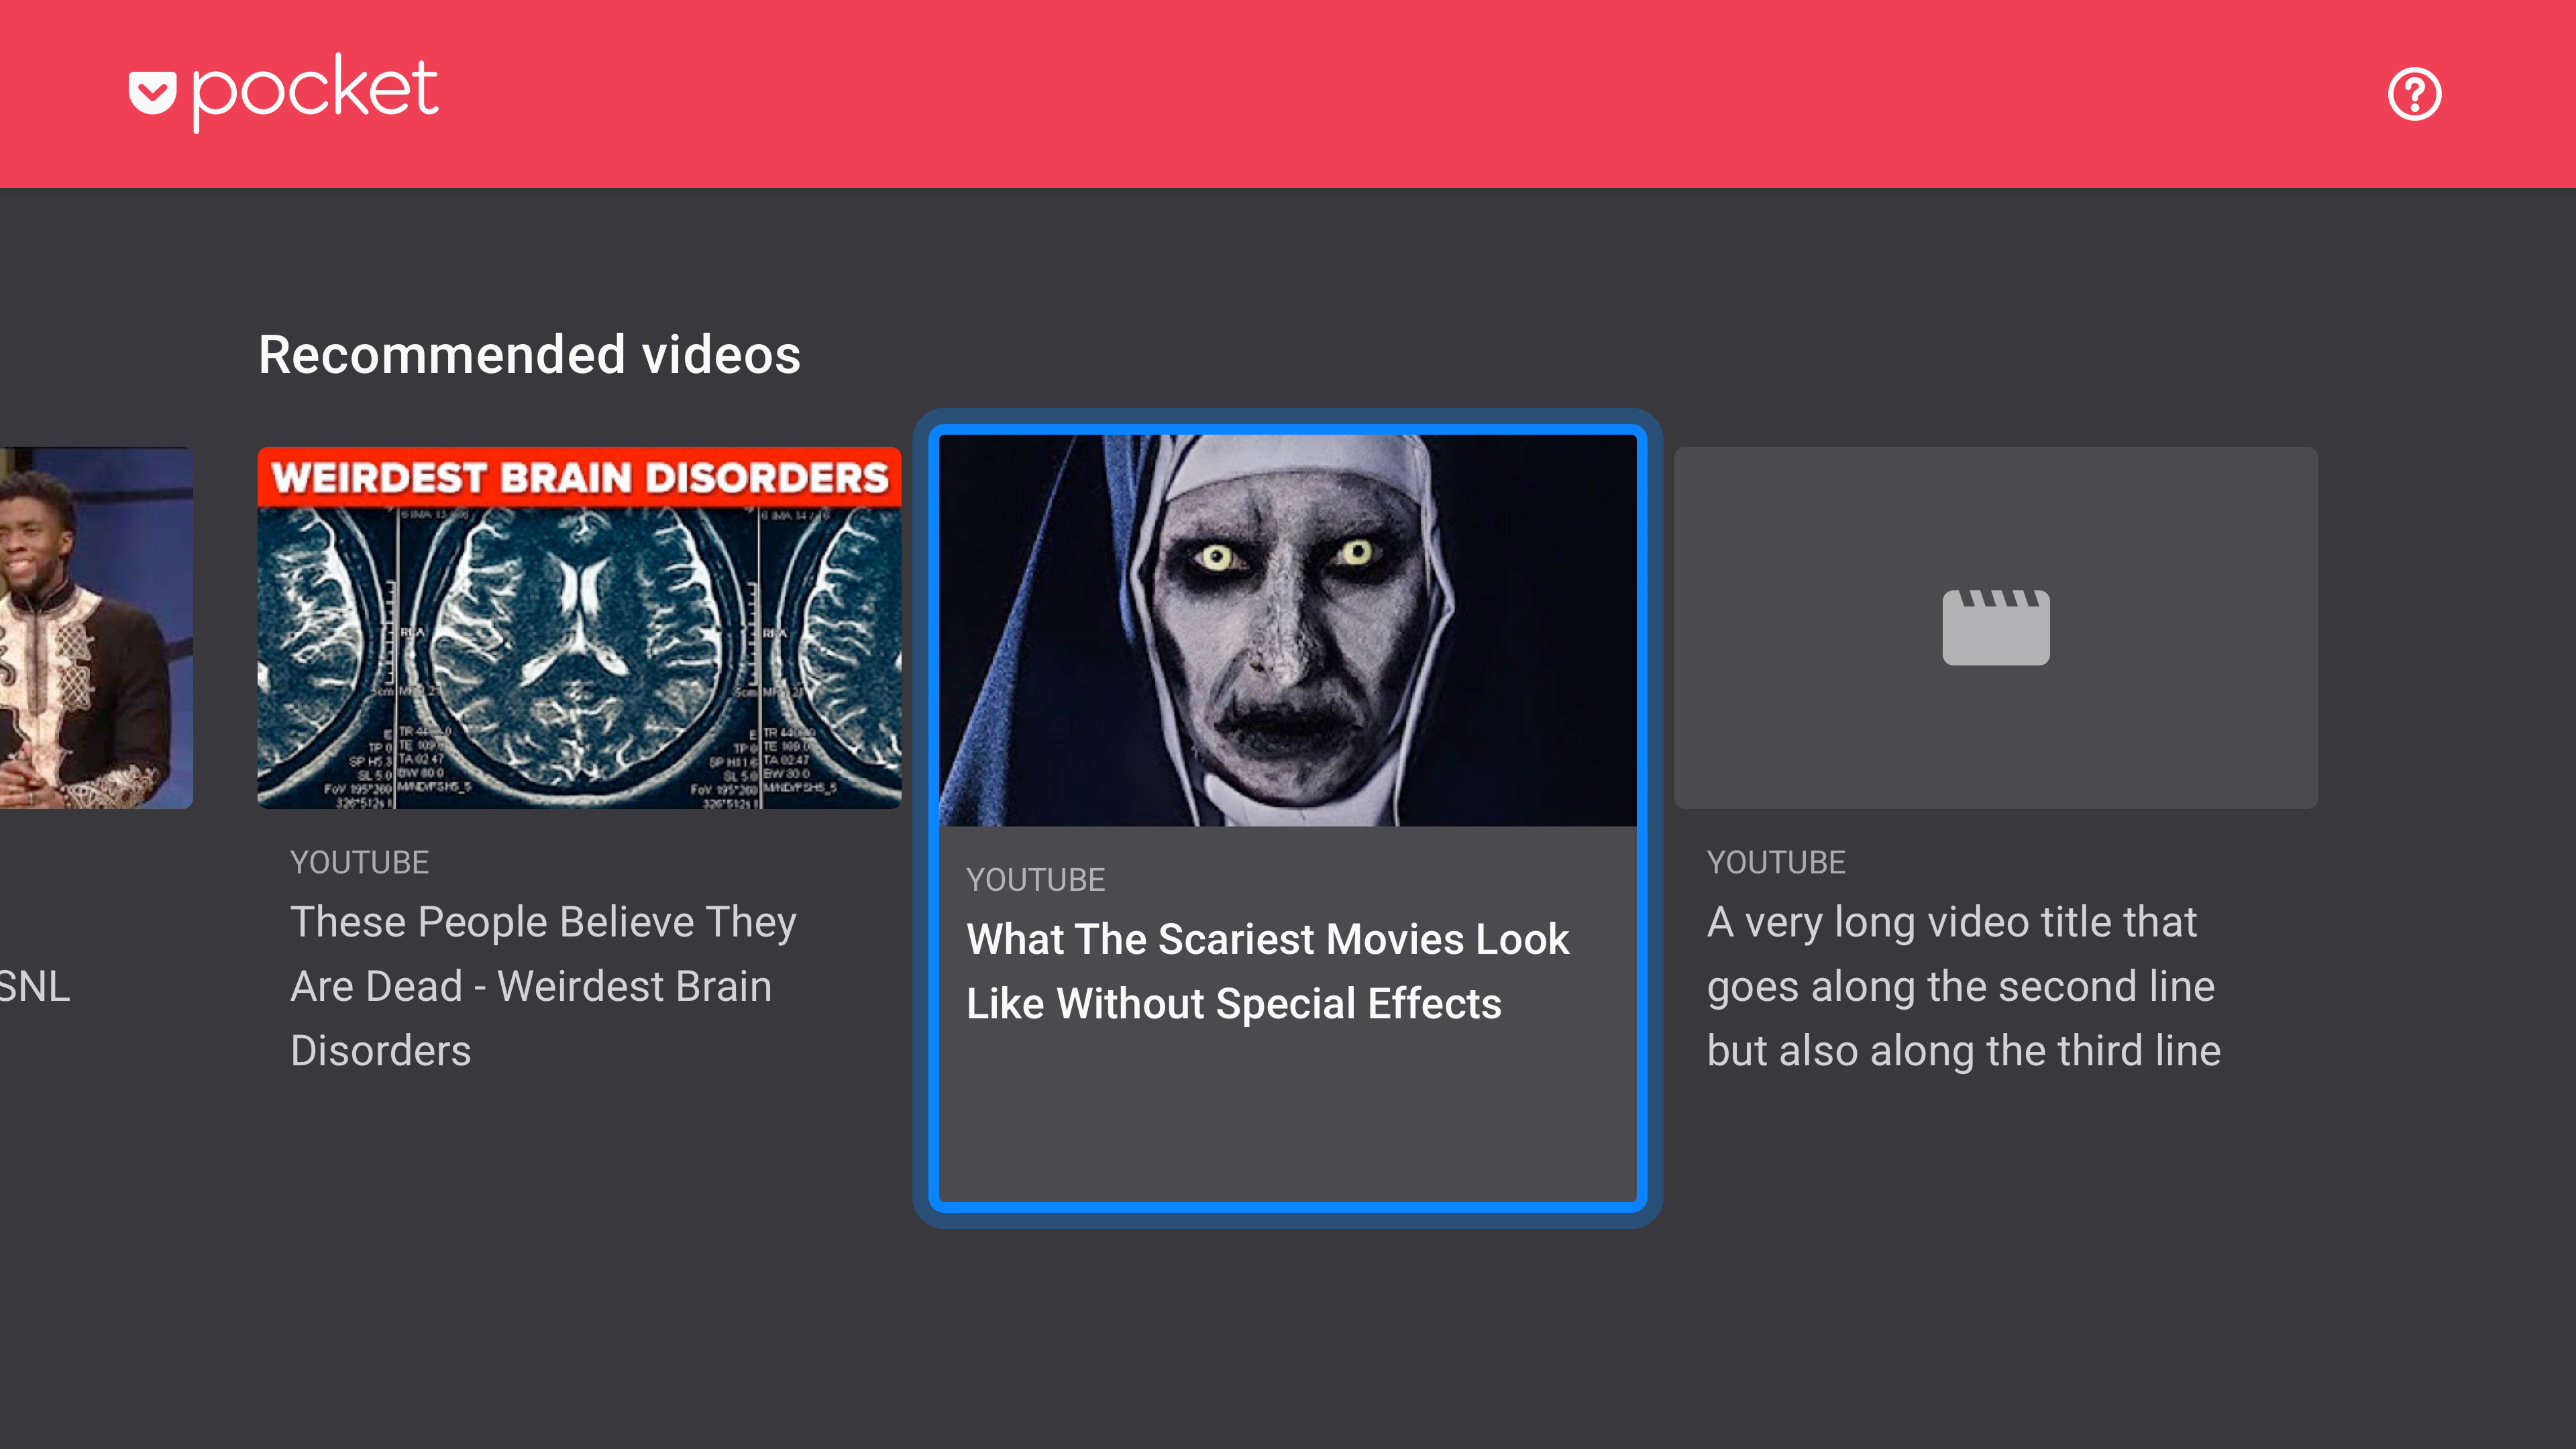 pocket
Recommended videos
SNL
WEIRDEST BRAIN DISORDERS
YOUTUBE
These People Believe They
Are Dead - Weirdest Brain
Disorders
YOUTUBE
What The Scariest Movies Look
Like Without Special Effects
YOUTUBE
A very long video title that
goes along the second line
but also along the third line